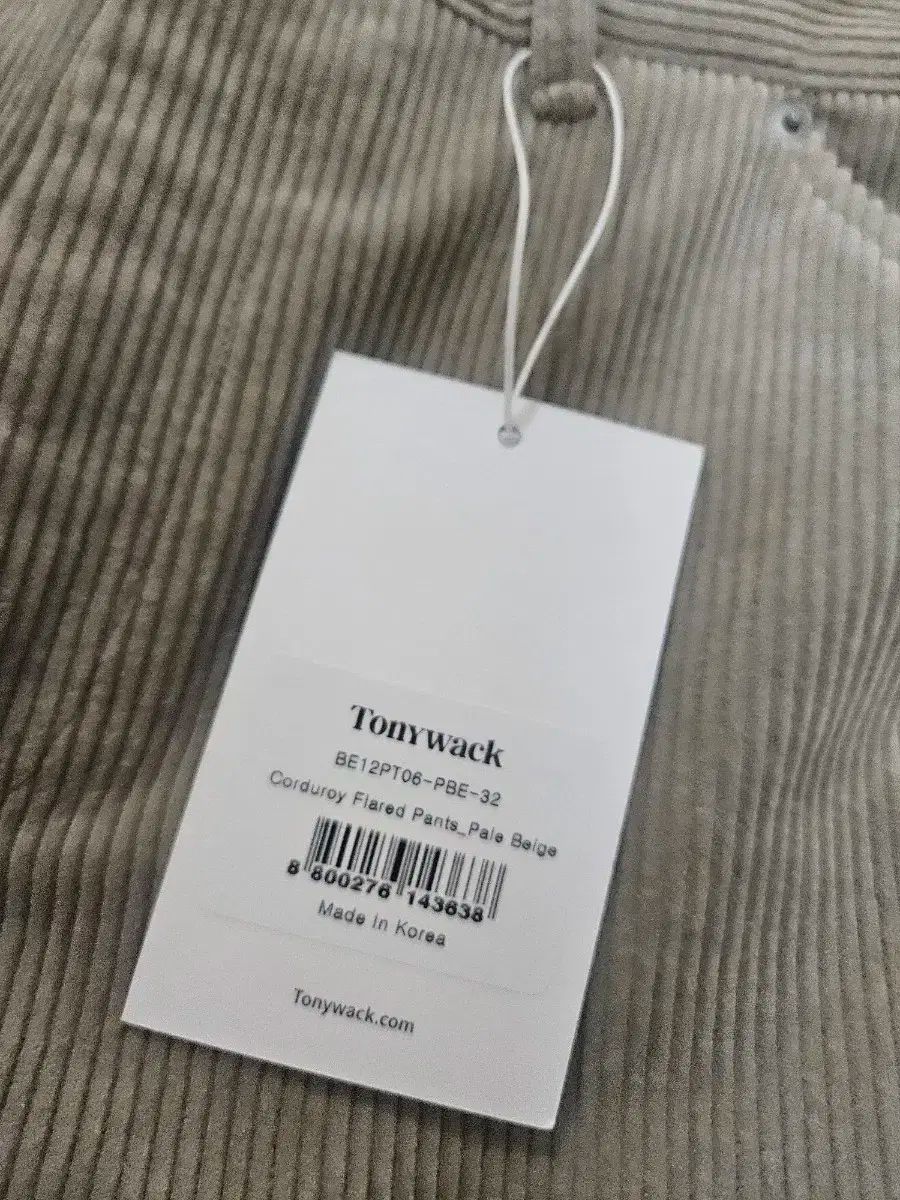 Tonywack
BE12PT06-PBE-32
Corduroy Flared Pants_Pale Beige
8 800276 143638
Made In Korea
Tonywack.com